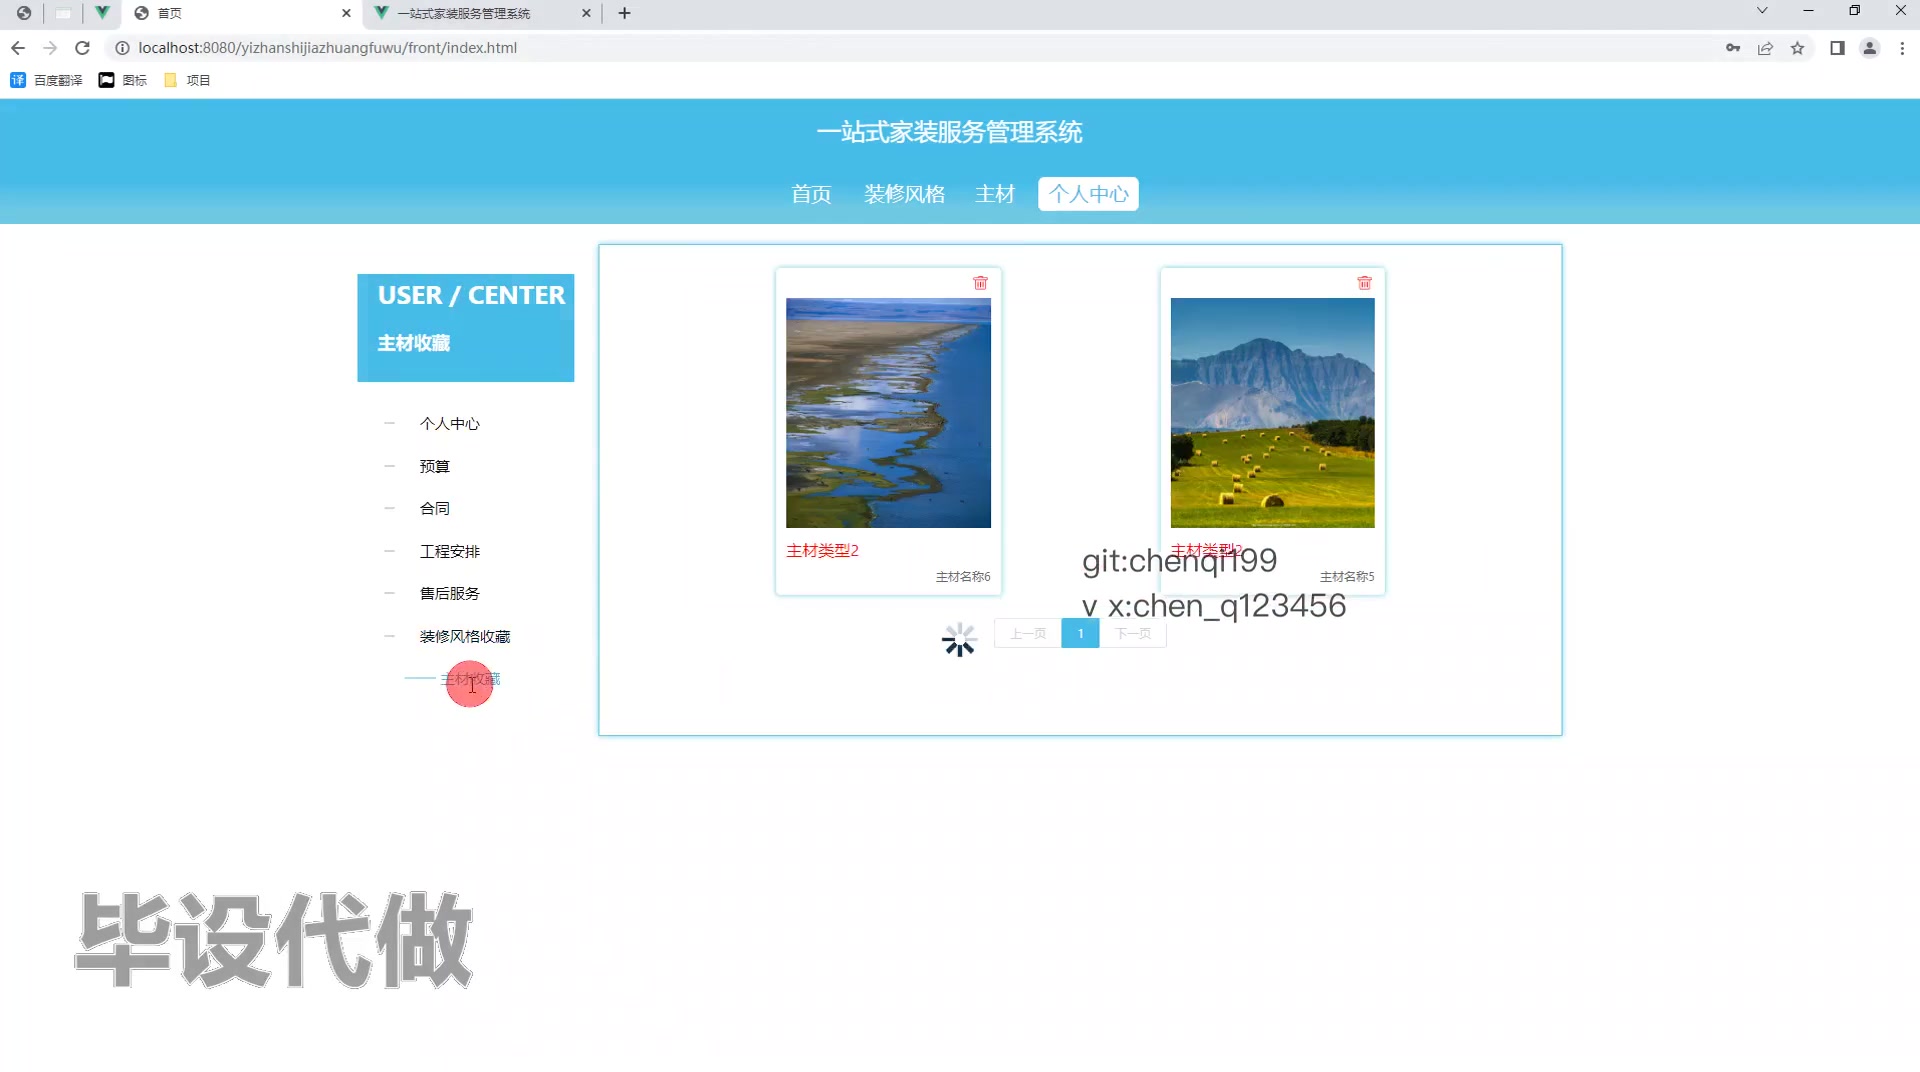 首页
一站式家装服务管理系统
localhost:8080/yizhanshijiazhuangfuwu/front/index.html
译 百度翻译 图标 项目
一站式家装服务管理系统
首页 装修风格 主材 个人中心
USER / CENTER
主材收藏
个人中心
预算
合同
工程安排
售后服务
装修风格收藏
主材收藏
主材类型2
主材名称6
主材类型2
主材名称5
git:chenqi199
v x:chen_q123456
上一页 1 下一页
毕设代做